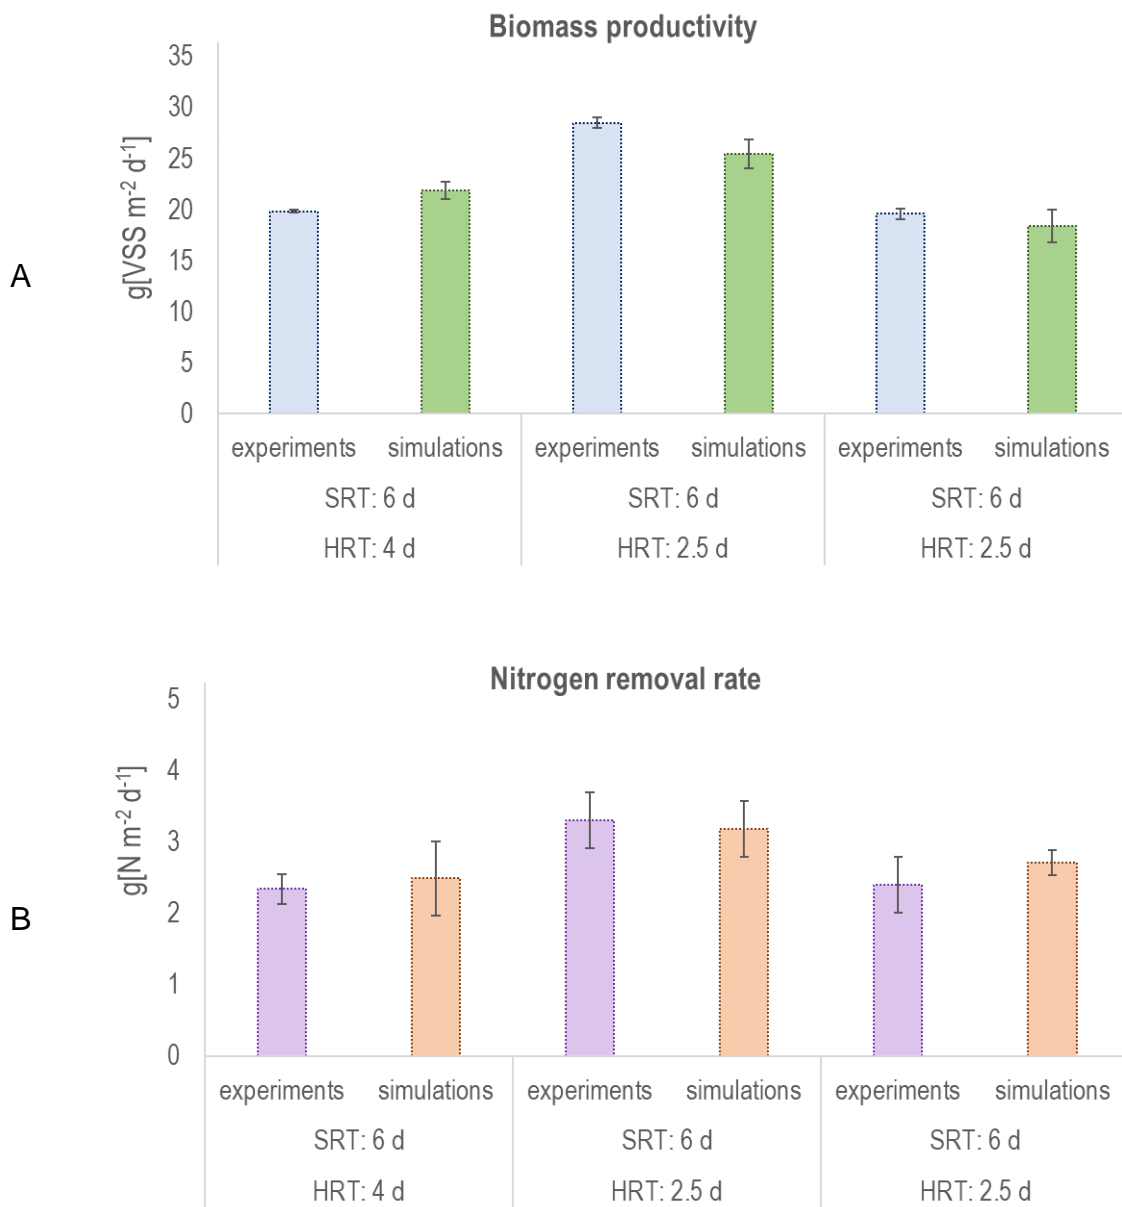 Biomass productivity
A
g[VSS m-2 d-1]
35
30
25
20
15
10
5
0
experiments simulations experiments simulations experiments simulations
SRT: 6 d SRT: 6 d SRT: 6 d
HRT: 4 d HRT: 2.5 d HRT: 2.5 d
Nitrogen removal rate
B
g[N m-2 d-1]
5
4
3
2
1
0
experiments simulations experiments simulations experiments simulations
SRT: 6 d SRT: 6 d SRT: 6 d
HRT: 4 d HRT: 2.5 d HRT: 2.5 d